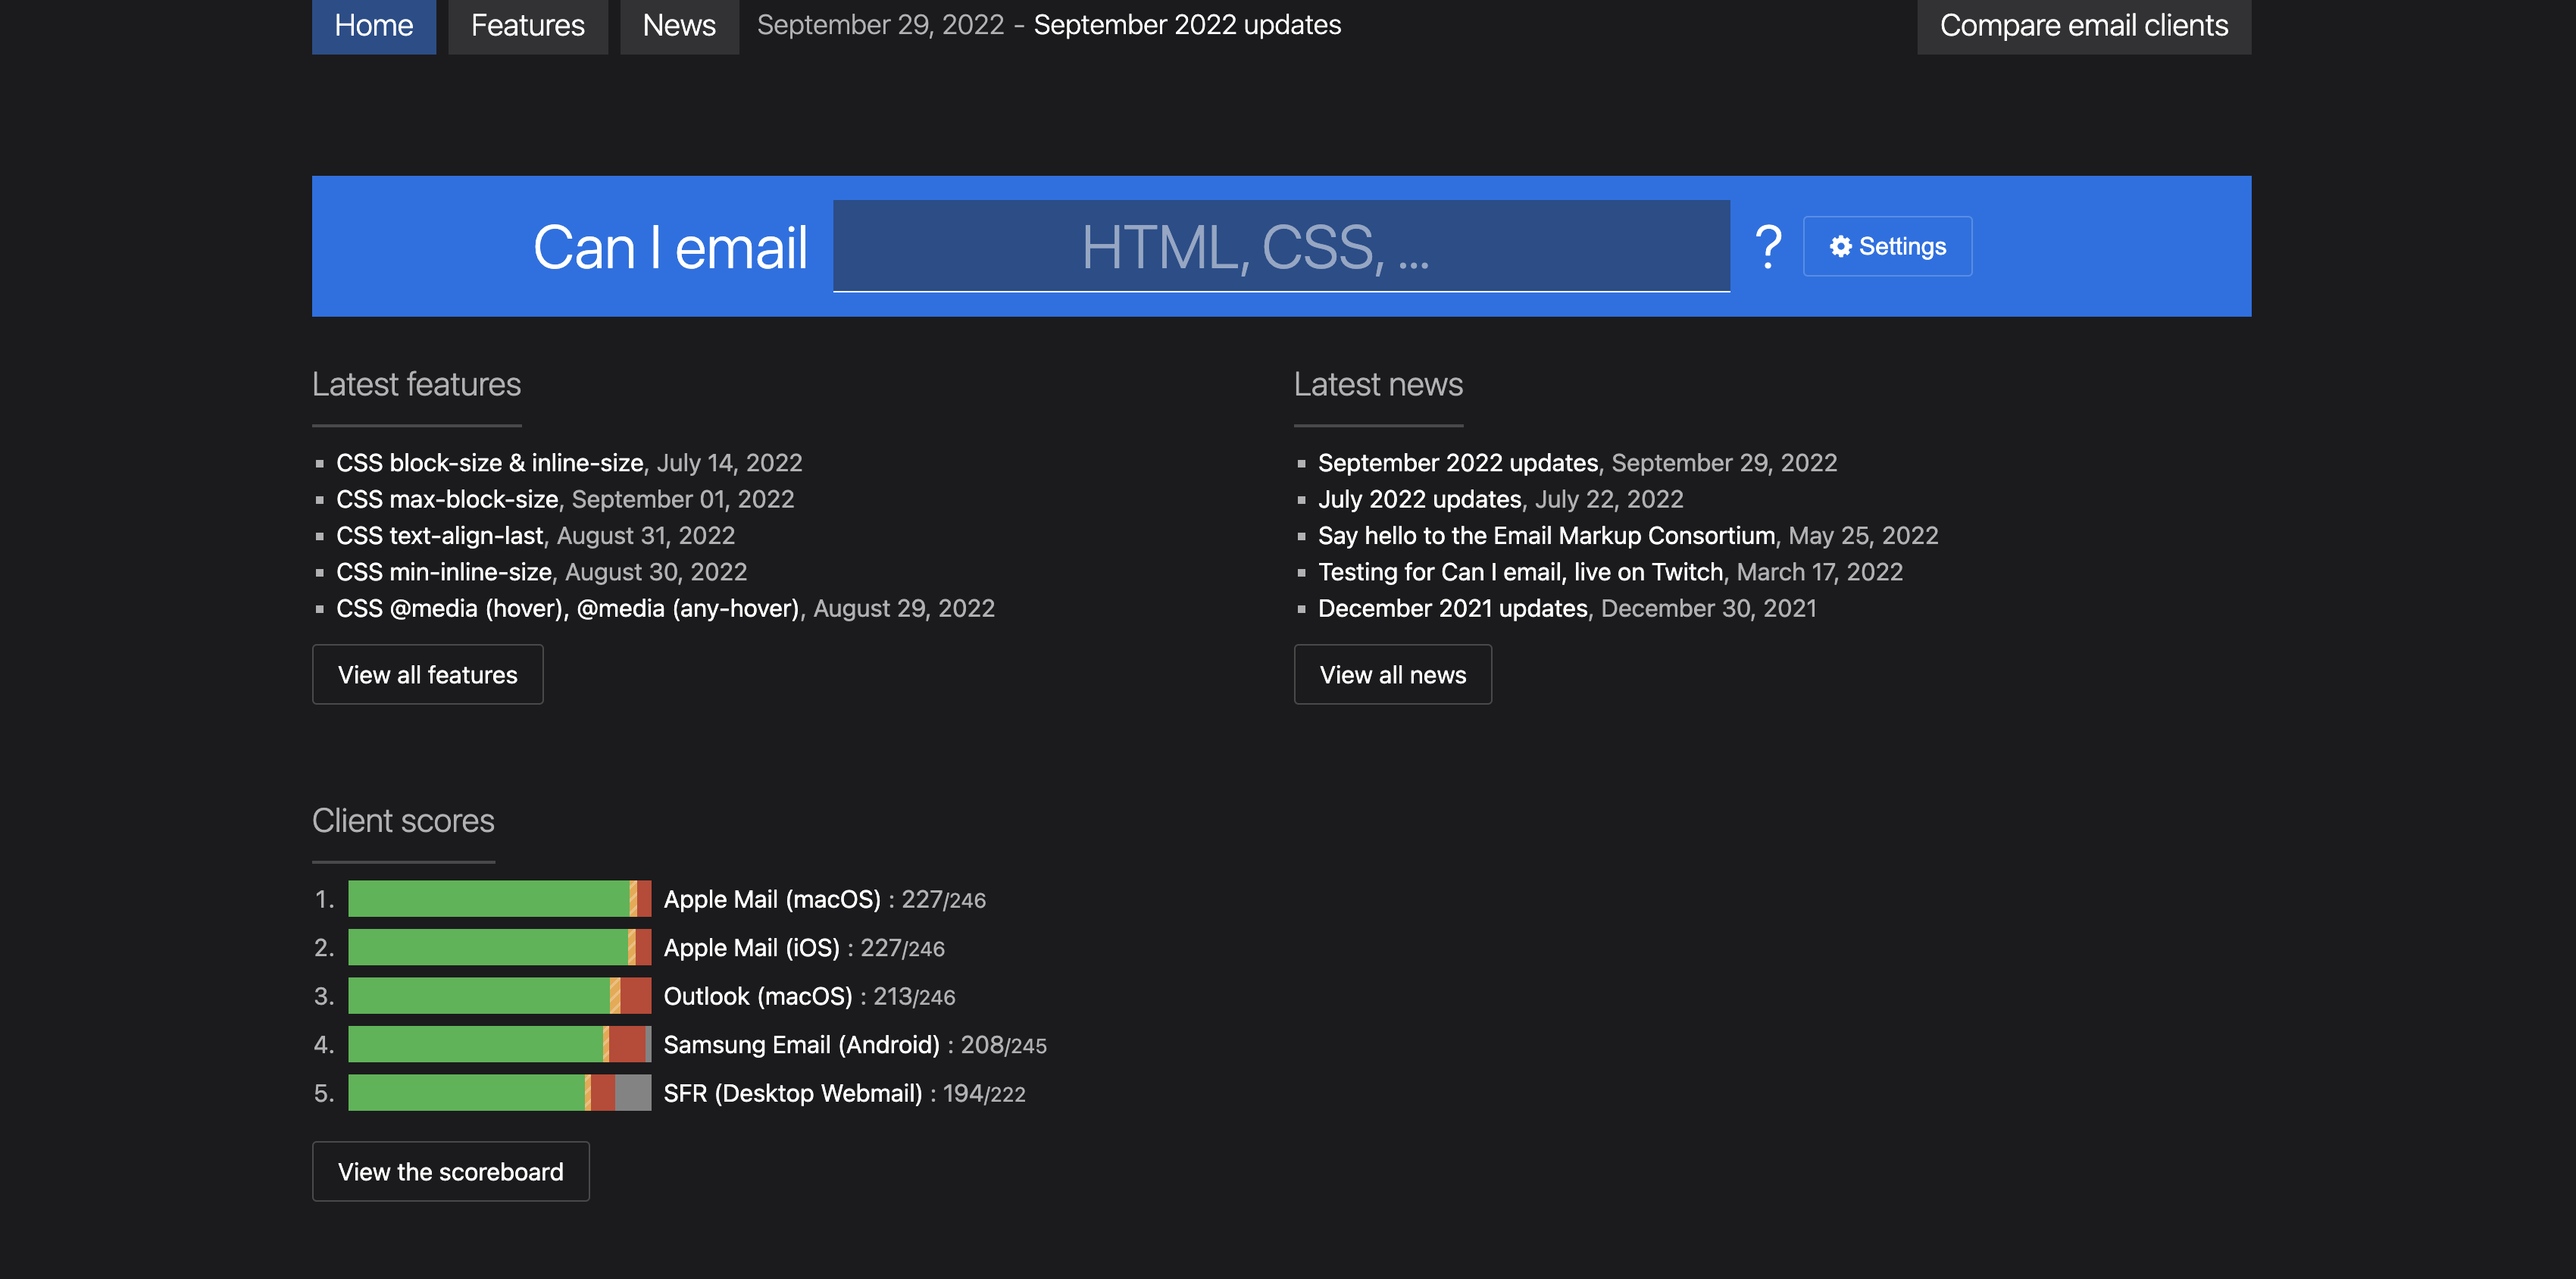 Home Features News September 29, 2022 - September 2022 updates Compare email clients
Can I email HTML, CSS, ... ? Settings
Latest features
CSS block-size & inline-size, July 14, 2022
CSS max-block-size, September 01, 2022
CSS text-align-last, August 31, 2022
CSS min-inline-size, August 30, 2022
CSS @media (hover), @media (any-hover), August 29, 2022
View all features
Latest news
September 2022 updates, September 29, 2022
July 2022 updates, July 22, 2022
Say hello to the Email Markup Consortium, May 25, 2022
Testing for Can I email, live on Twitch, March 17, 2022
December 2021 updates, December 30, 2021
View all news
Client scores
1. Apple Mail (macOS) : 227/246
2. Apple Mail (iOS) : 227/246
3. Outlook (macOS) : 213/246
4. Samsung Email (Android) : 208/245
5. SFR (Desktop Webmail) : 194/222
View the scoreboard